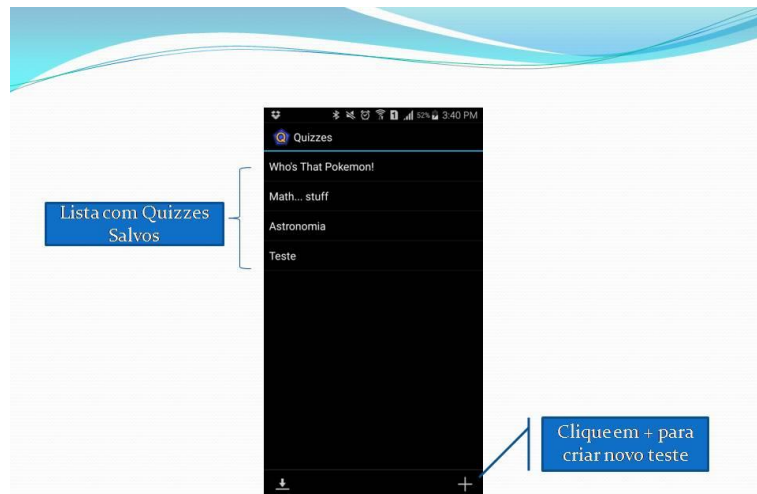 1 52% 3:40 PM
Q Quizzes
Who's That Pokemon!
Math... stuff
Lista com Quizzes
Salvos
Astronomia
Teste
Clique em + para
criar novo teste
+